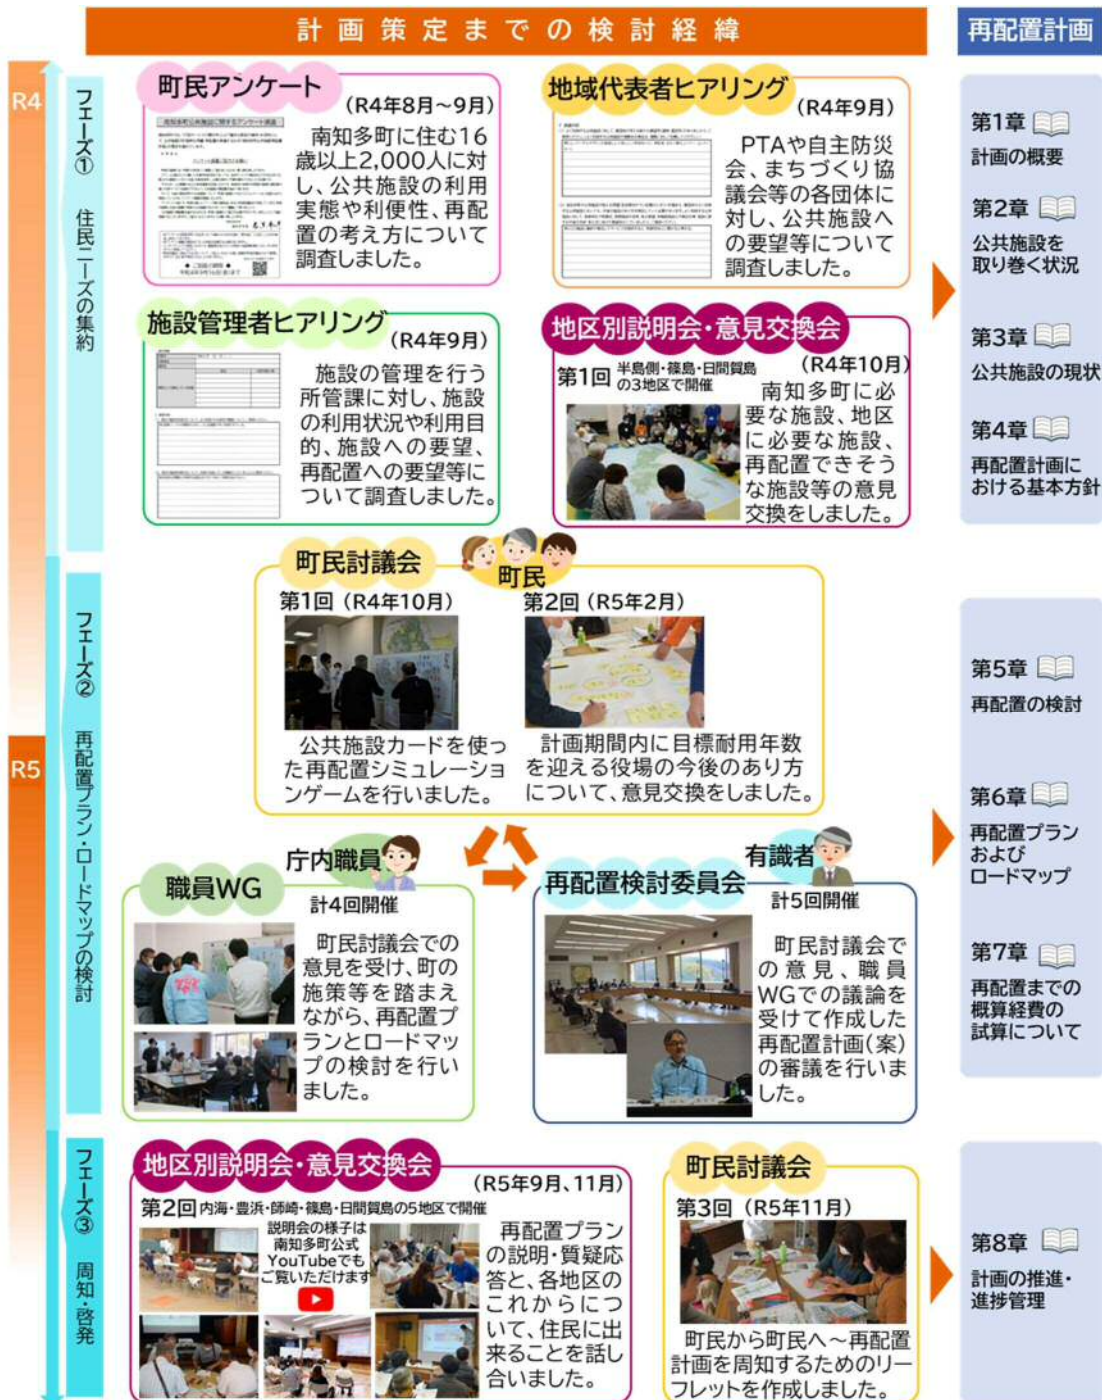 計画策定までの検討経緯
再配置計画
R4
R5
フェーズ① 住民ニーズの集約
町民アンケート
(R4年8月～9月)
南知多町公共施設に関するアンケート調査
南知多町に住む16
歳以上2,000人に対
し、公共施設の利用
実態や利便性、再配
置の考え方について
調査しました。
地域代表者ヒアリング
(R4年9月)
PTAや自主防災
会、まちづくり協
議会等の各団体に
対し、公共施設へ
の要望等について
調査しました。
施設管理者ヒアリング
(R4年9月)
施設の管理を行う
所管課に対し、施設
の利用状況や利用目
的、施設への要望、
再配置への要望等に
ついて調査しました。
地区別説明会・意見交換会
(R4年10月)
第1回 半島側・篠島・日間賀島
の3地区で開催
南知多町に必
要な施設、地区
に必要な施設、
再配置できそう
な施設等の意見
交換をしました。
第1章
計画の概要
第2章
公共施設を
取り巻く状況
第3章
公共施設の現状
第4章
再配置計画に
おける基本方針
フェーズ② 再配置プラン・ロードマップの検討
町民討議会
町民
第1回 (R4年10月)
公共施設カードを使っ
た再配置シミュレーショ
ンゲームを行いました。
第2回 (R5年2月)
計画期間内に目標耐用年数
を迎える役場の今後のあり方
について、意見交換をしました。
職員WG
庁内職員
計4回開催
町民討議会での
意見を受け、町の
施策等を踏まえ
ながら、再配置プ
ランとロードマッ
プの検討を行い
ました。
再配置検討委員会
有識者
計5回開催
町民討議会で
の意見、職員
WGでの議論を
受けて作成した
再配置計画(案)
の審議を行いま
した。
第5章
再配置の検討
第6章
再配置プラン
および
ロードマップ
第7章
再配置までの
概算経費の
試算について
フェーズ③ 周知・啓発
地区別説明会・意見交換会
(R5年9月、11月)
第2回 内海・豊浜・師崎・篠島・日間賀島の5地区で開催
説明会の様子は
南知多町公式
YouTubeでも
ご覧いただけます
再配置プラン
の説明・質疑応
答と、各地区の
これからにつ
いて、住民に出
来ることを話し
合いました。
町民討議会
第3回 (R5年11月)
町民から町民へ～再配置
計画を周知するためのリー
フレットを作成しました。
第8章
計画の推進・
進捗管理